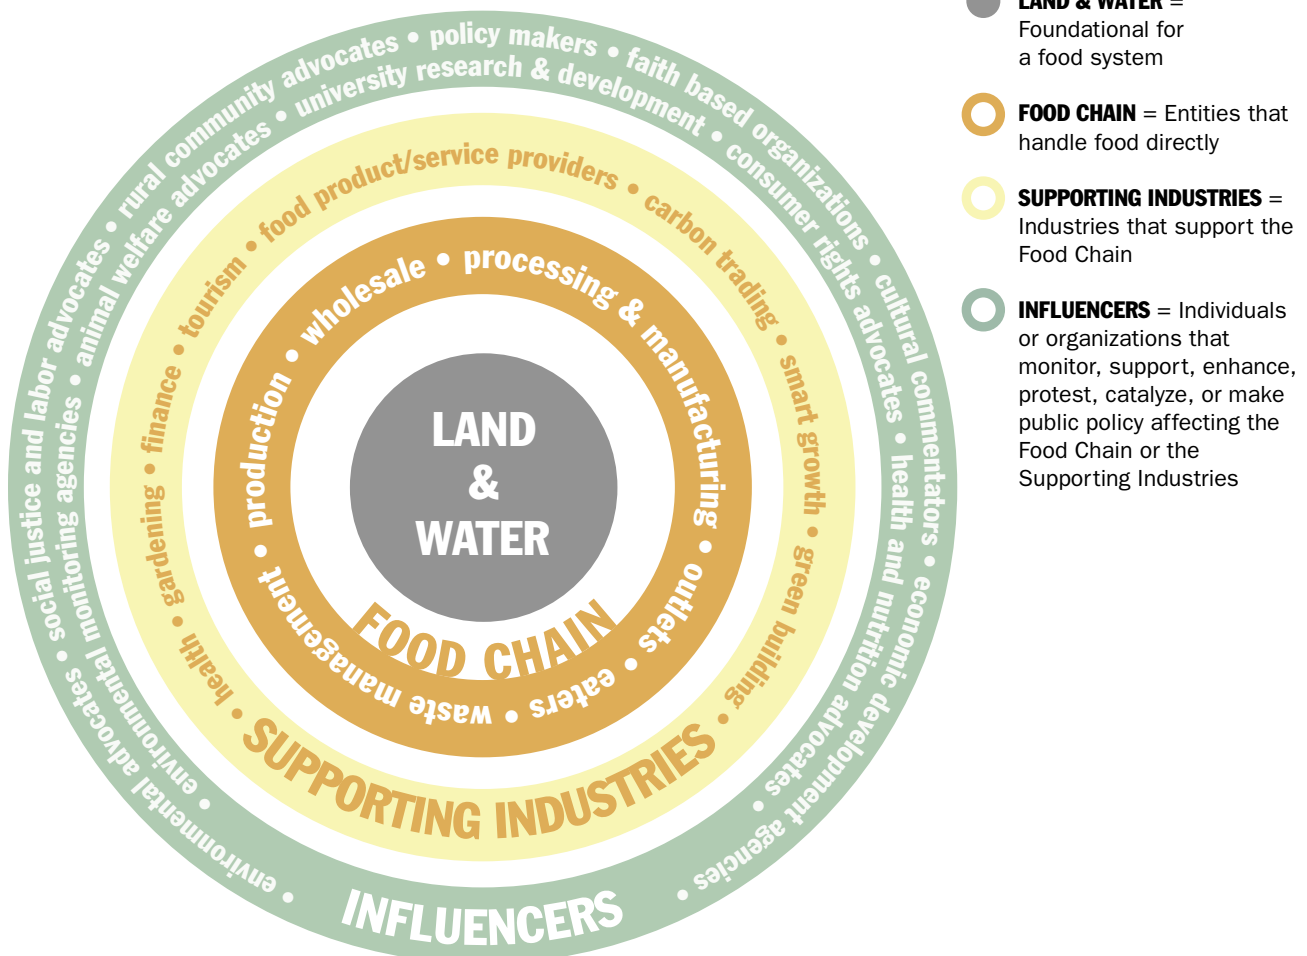 environmental advocates • social justice and labor advocates • rural community advocates • policy makers • faith based organizations • cultural commentators • economic development agencies •
• environmental monitoring agencies • animal welfare advocates • university research & development • consumer rights advocates • health and nutrition advocates •
INFLUENCERS
• health • gardening • finance • tourism • food product/service providers • carbon trading • smart growth • green building •
SUPPORTING INDUSTRIES
production • wholesale • processing & manufacturing • outlets • eaters • waste management •
FOOD CHAIN
LAND
&
WATER
LAND & WATER =
Foundational for
a food system
FOOD CHAIN = Entities that
handle food directly
SUPPORTING INDUSTRIES =
Industries that support the
Food Chain
INFLUENCERS = Individuals
or organizations that
monitor, support, enhance,
protest, catalyze, or make
public policy affecting the
Food Chain or the
Supporting Industries